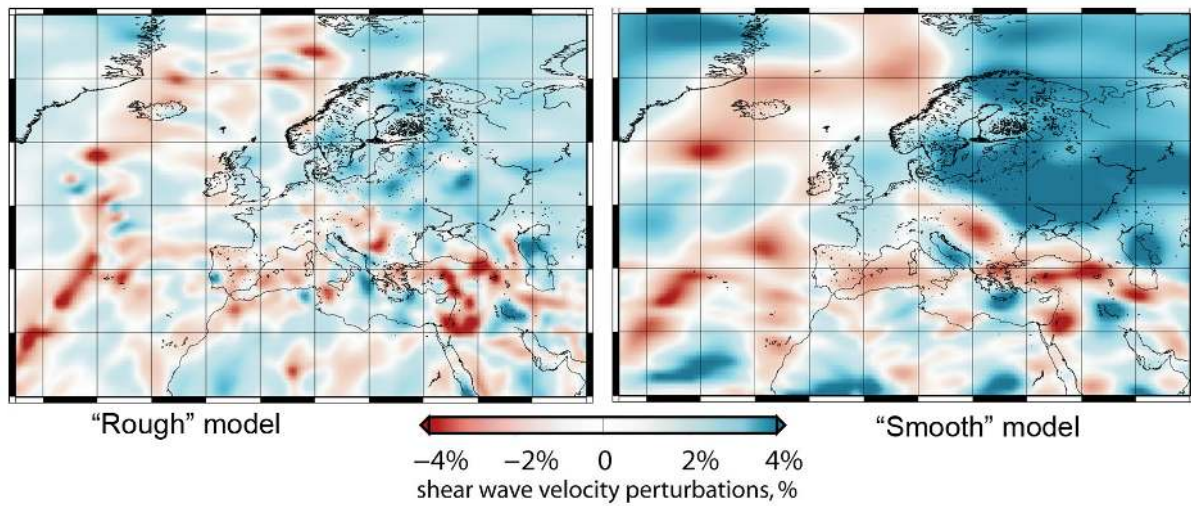 “Rough” model
“Smooth” model
−4% −2% 0 2% 4%
shear wave velocity perturbations, %